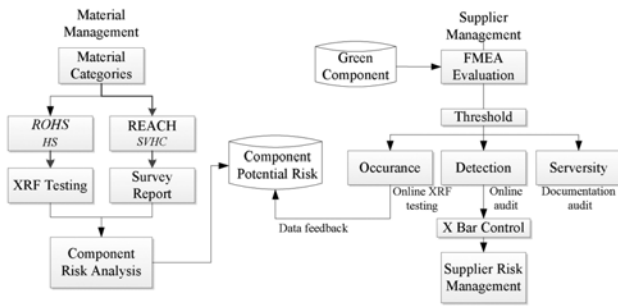 Material
Management
Material
Categories
ROHS
HS
REACH
SVHC
XRF Testing
Survey
Report
Component
Risk Analysis
Component
Potential Risk
Data feedback
Supplier
Management
Green
Component
FMEA
Evaluation
Threshold
Occurance
Detection
Serversity
Online XRF
testing
Online
audit
Documentation
audit
X Bar Control
Supplier Risk
Management